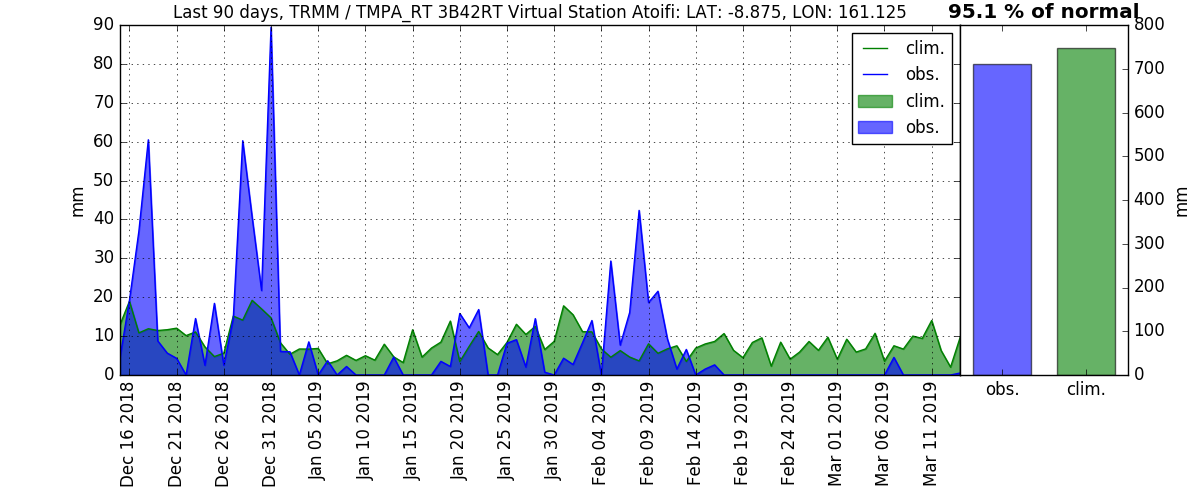 Last 90 days, TRMM / TMPA_RT 3B42RT Virtual Station Atoifi: LAT: -8.875, LON: 161.125
95.1 % of normal
90
80
70
60
50
40
30
20
10
0
mm
clim.
obs.
clim.
obs.
800
700
600
500
400
300
200
100
0
mm
Dec 16 2018
Dec 21 2018
Dec 26 2018
Dec 31 2018
Jan 05 2019
Jan 10 2019
Jan 15 2019
Jan 20 2019
Jan 25 2019
Jan 30 2019
Feb 04 2019
Feb 09 2019
Feb 14 2019
Feb 19 2019
Feb 24 2019
Mar 01 2019
Mar 06 2019
Mar 11 2019
obs.
clim.